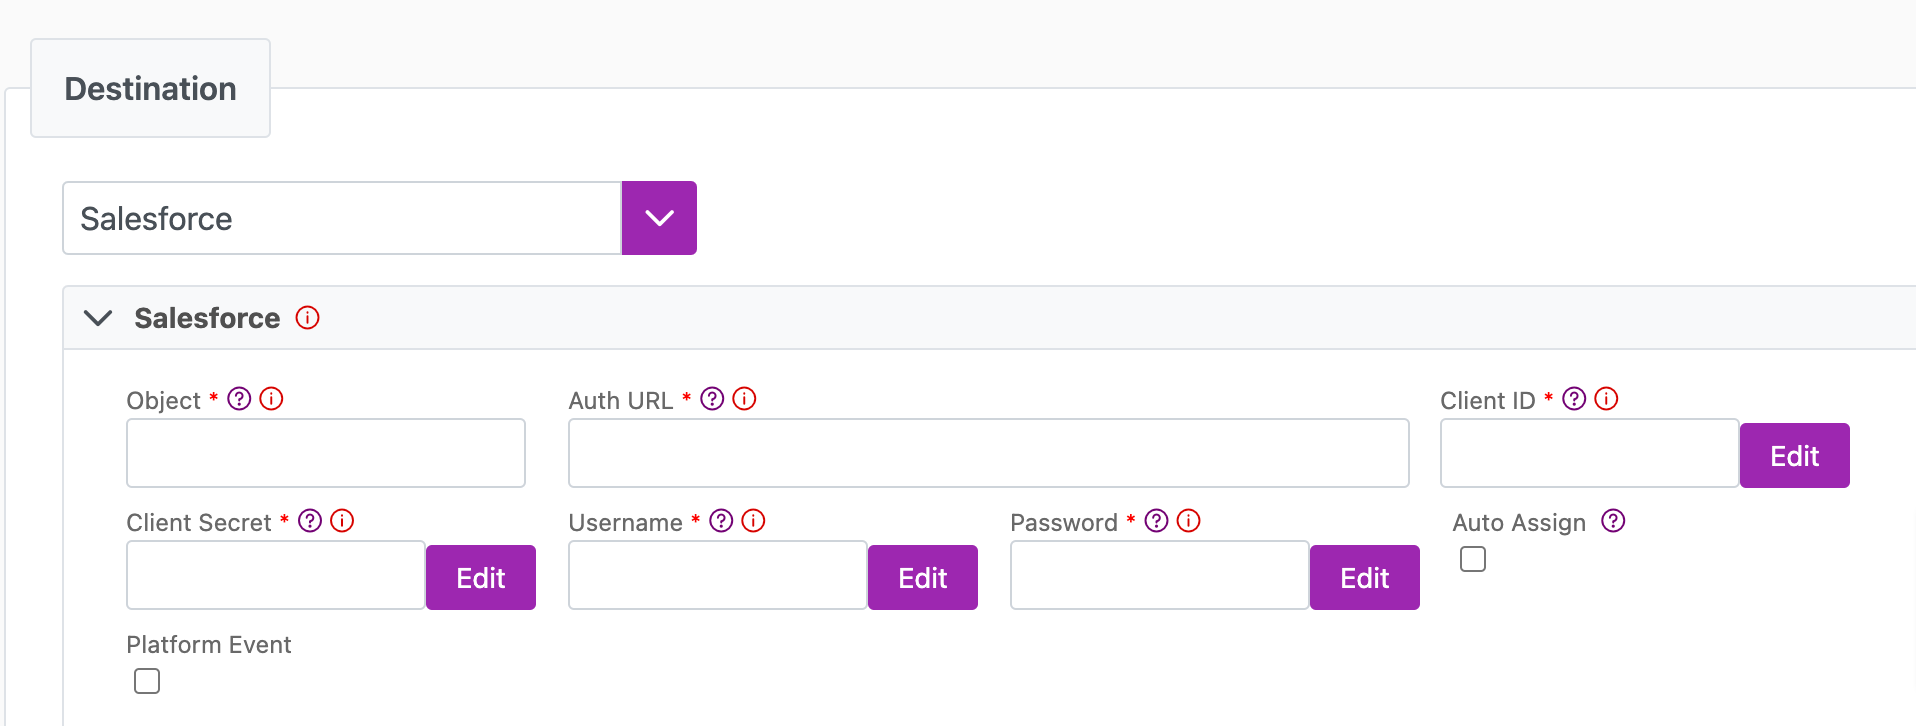 Destination
Salesforce
Salesforce
Object * Auth URL * Client ID *
Edit
Client Secret * Username * Password * Auto Assign
Edit Edit Edit
Platform Event